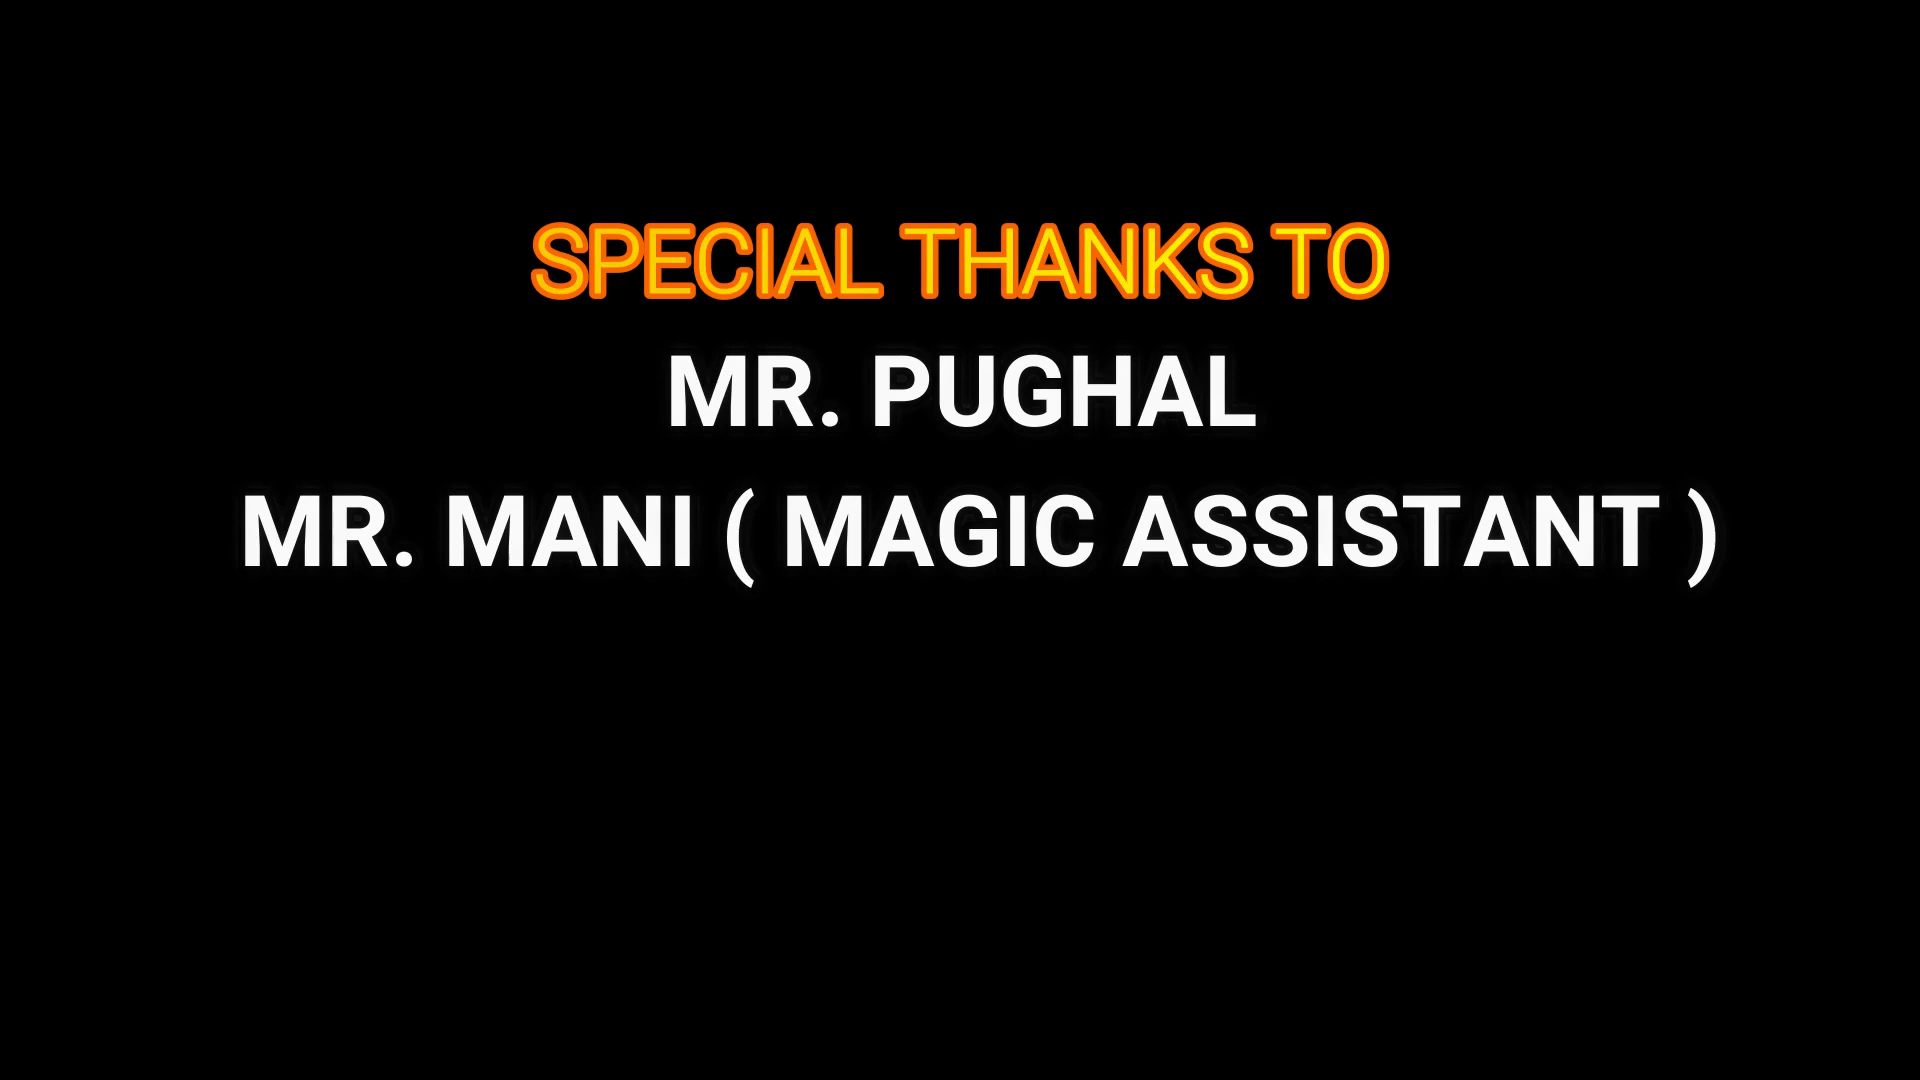 SPECIAL THANKS TO
MR. PUGHAL
MR. MANI ( MAGIC ASSISTANT )